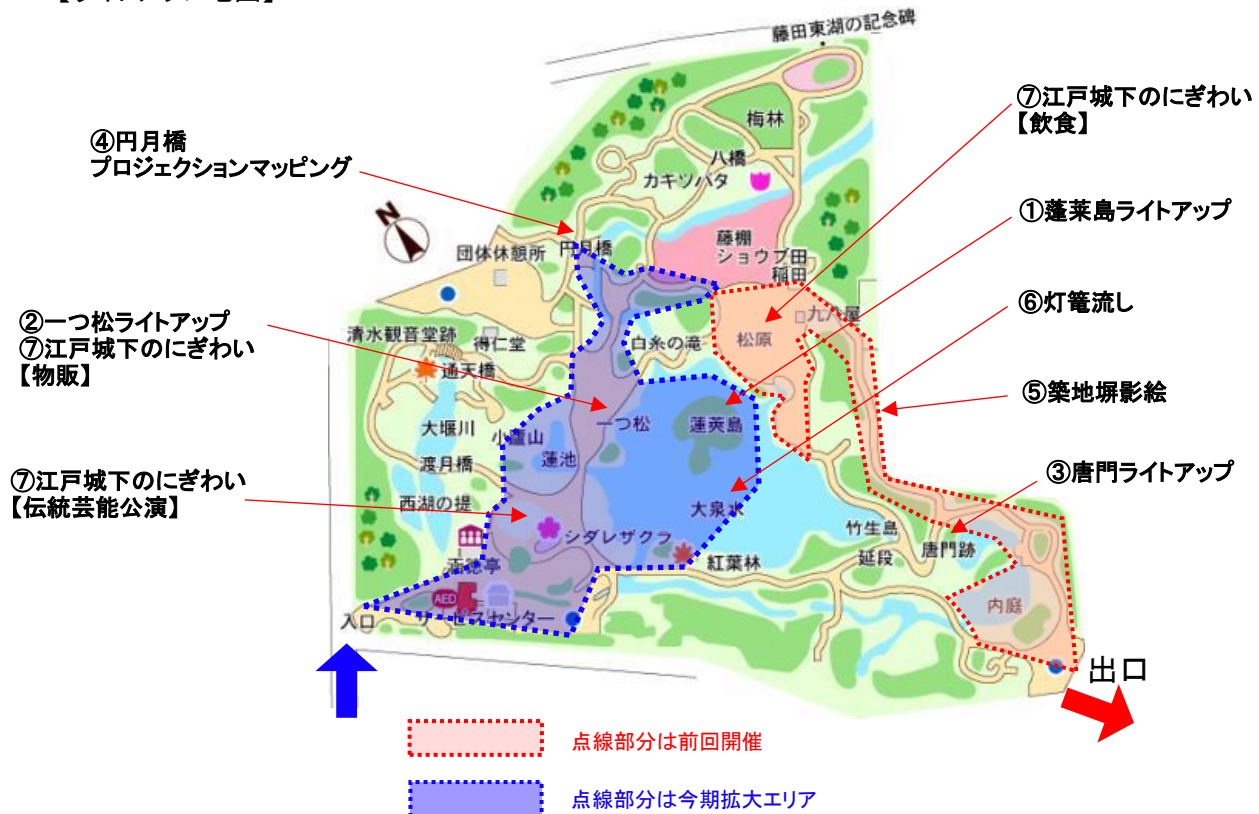 藤田東湖の記念碑
⑦江戸城下のにぎわい
【飲食】
梅林
④円月橋
プロジェクションマッピング
八橋
カキツバタ
①蓬莱島ライトアップ
N
団体休憩所
円月橋
藤棚
ショウブ田
稲田
⑥灯篭流し
九八屋
②一つ松ライトアップ
⑦江戸城下のにぎわい
【物販】
清水観音堂跡
得仁堂
白糸の滝
松原
通天橋
⑤築地塀影絵
一つ松
蓬莱島
大堰川
小廬山
蓮池
渡月橋
③唐門ライトアップ
⑦江戸城下のにぎわい
【伝統芸能公演】
西湖の提
大泉水
シダレザクラ
竹生島
紅葉林
延段
唐門跡
涵徳亭
AED
内庭
入口
サービスセンター
出口
点線部分は前回開催
点線部分は今期拡大エリア